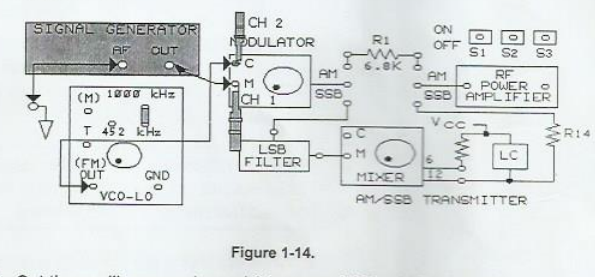 SIGNAL GENERATOR
AF OUT
CH 2
MODULATOR
C
M
CH 1
R1
6.8K
AM
SSB
AM
SSB
ON
OFF
S1 S2 S3
RF
POWER
AMPLIFIER
R14
(M) 1000 kHz
T 452 kHz
(FM)
OUT
GND
VCO-LO
LSB
FILTER
C
M
MIXER
6
12
VCC
LC
AM/SSB TRANSMITTER
Figure 1-14.